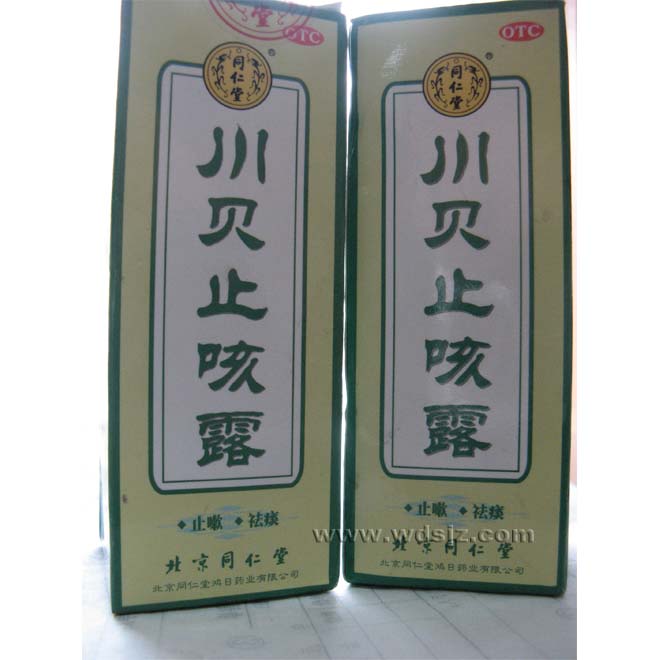 仁堂
OTC
同仁堂
®
川贝止咳露
◆止嗽 ◆祛痰
北京同仁堂
北京同仁堂鸿日药业有限公司
OTC
同仁堂
®
川贝止咳露
◆止嗽 ◆祛痰
北京同仁堂
北京同仁堂鸿日药业有限公司
www.wdslz.com